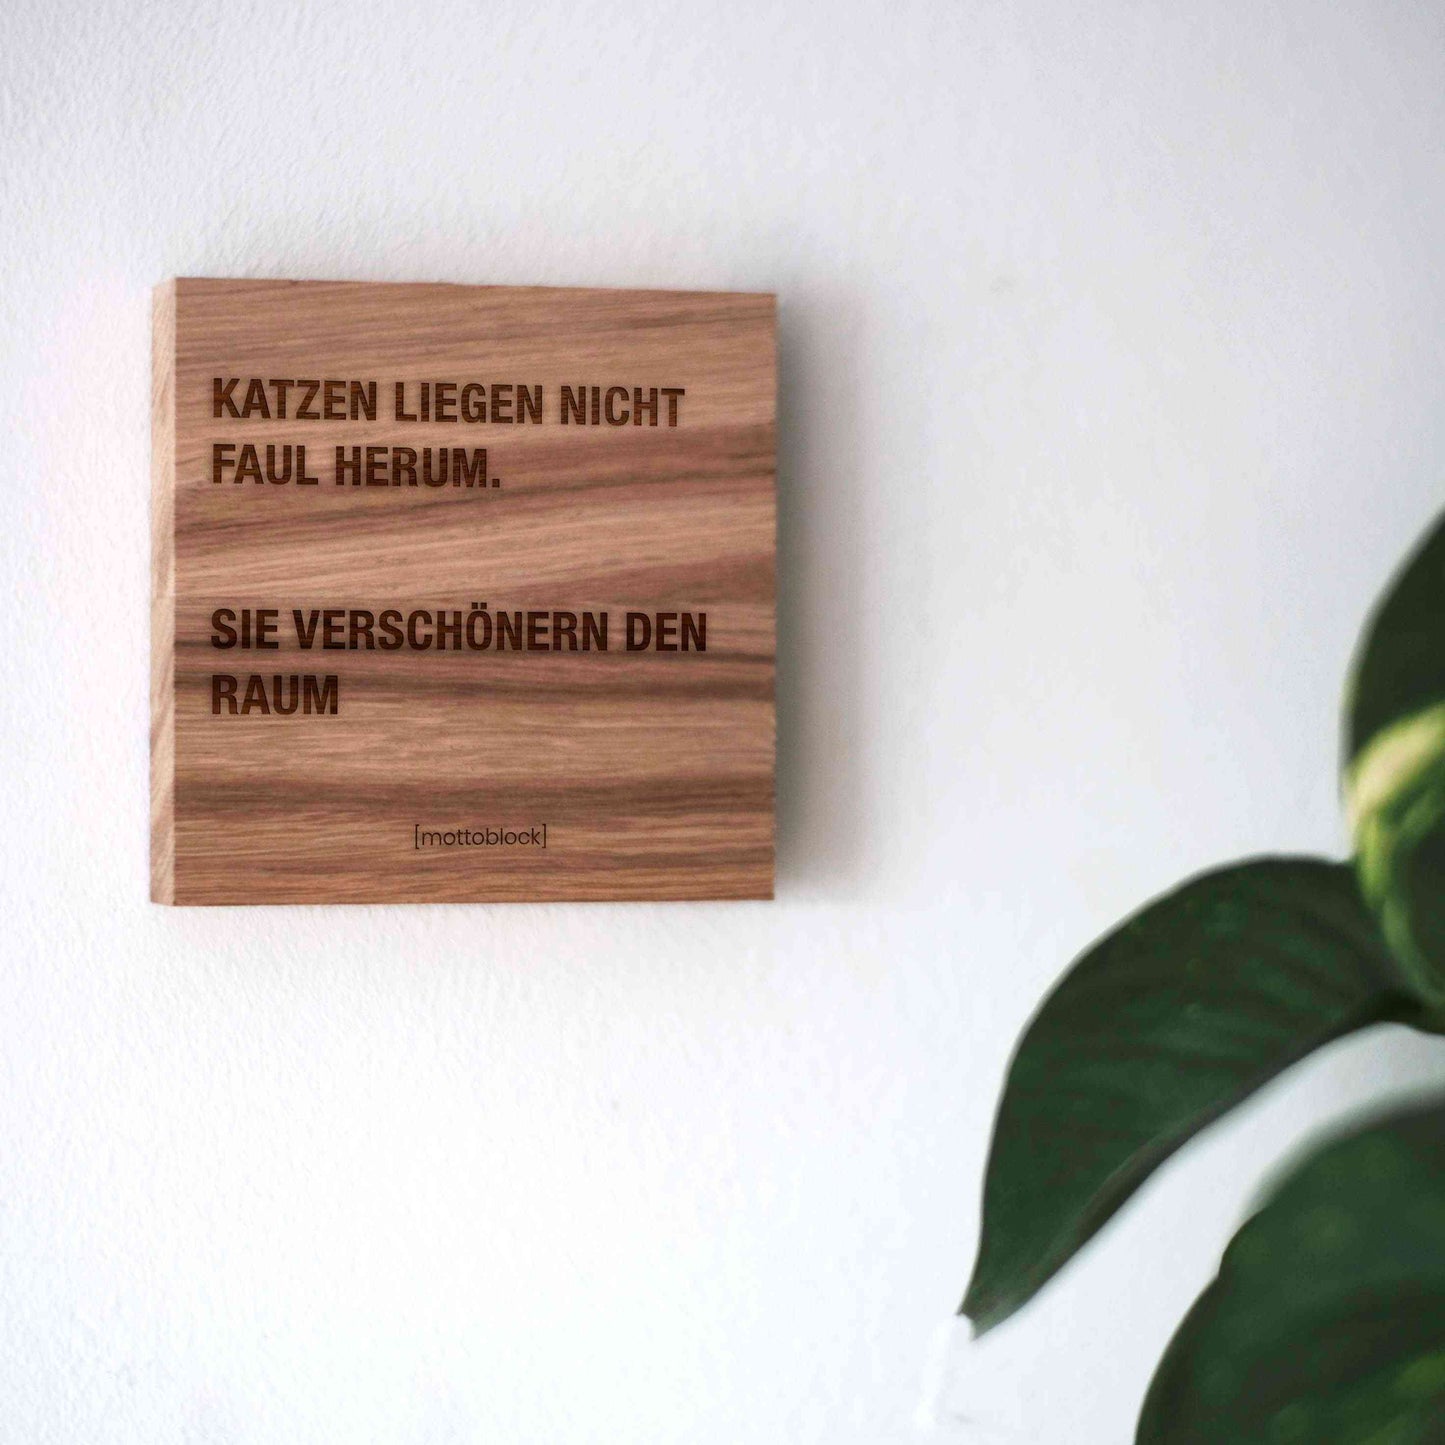 KATZEN LIEGEN NICHT
FAUL HERUM.
SIE VERSCHÖNERN DEN
RAUM
[mottoblock]